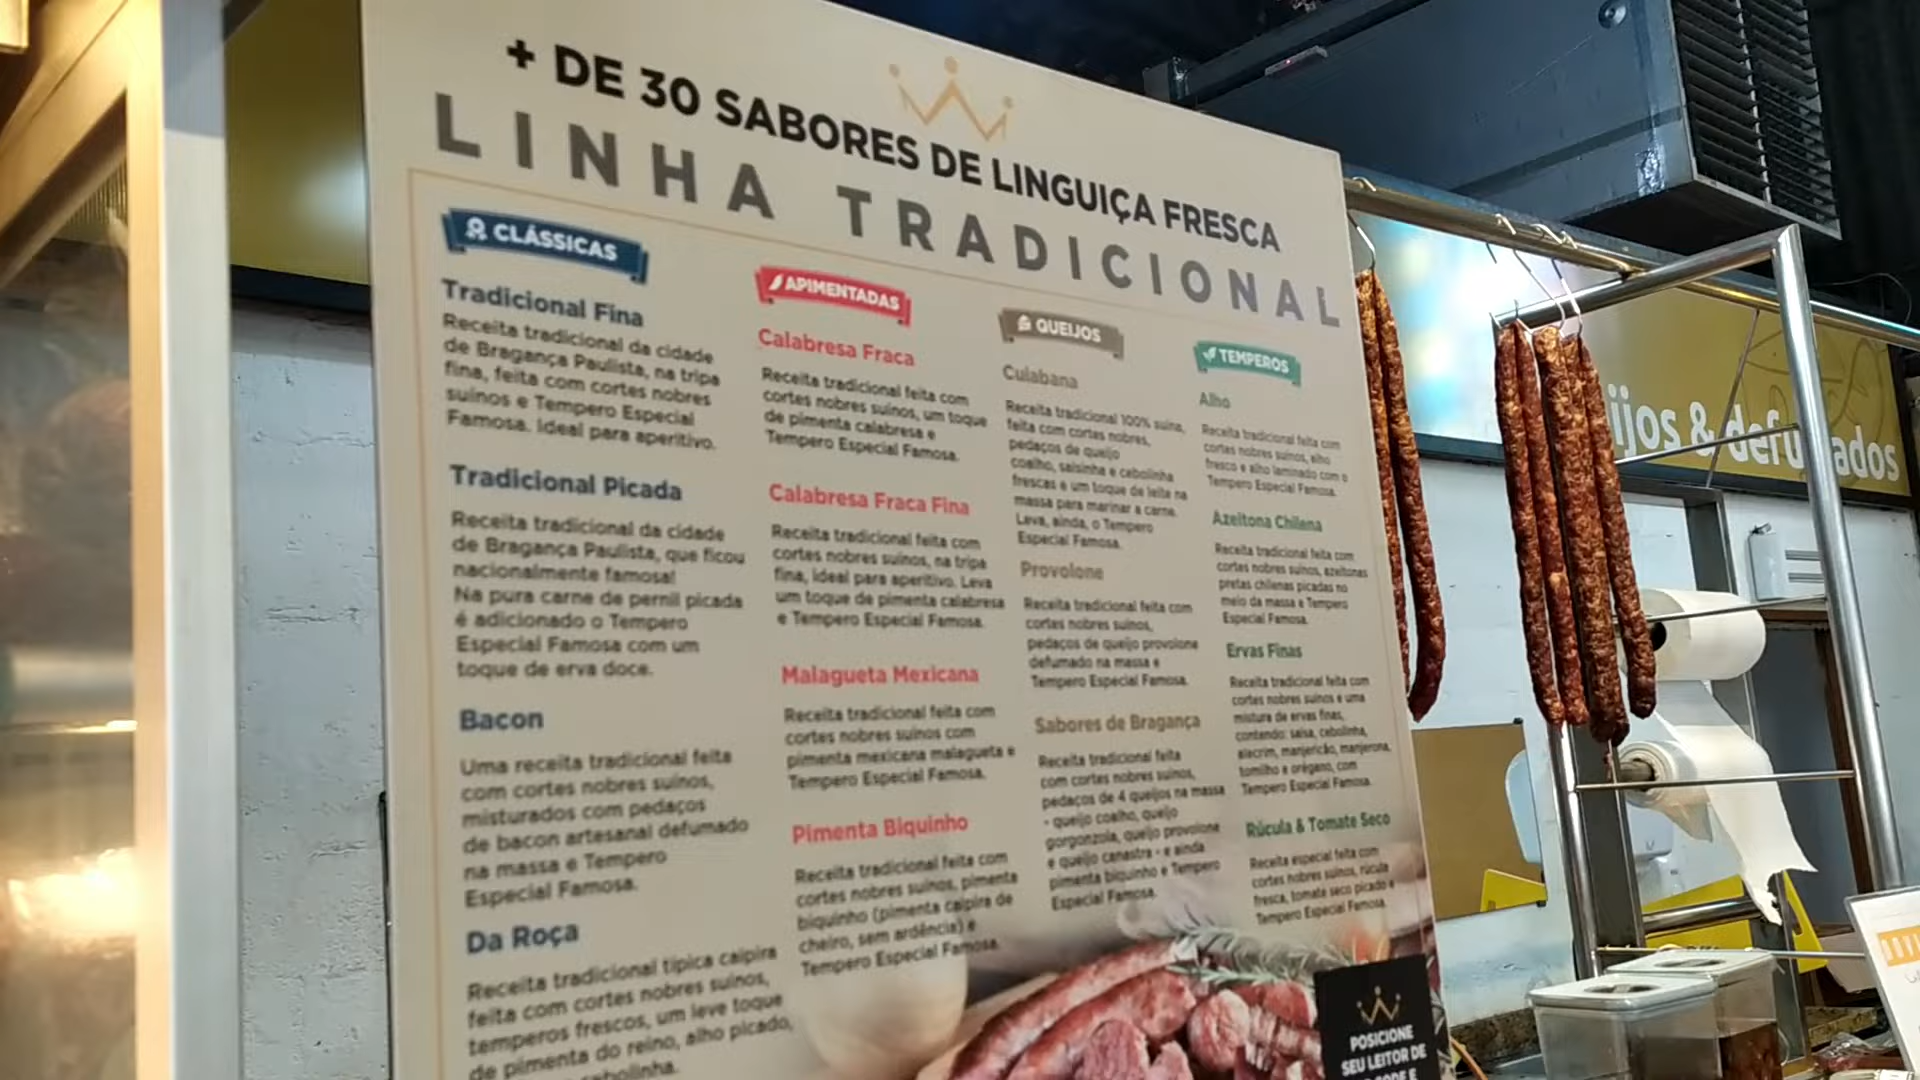 + DE 30 SABORES DE LINGUIÇA FRESCA
LINHA TRADICIONAL
CLÁSSICAS
Tradicional Fina
Receita tradicional da cidade
de Bragança Paulista, na tripa
fina, feita com cortes nobres
suínos e Tempero Especial
Famosa. Ideal para aperitivo.
Tradicional Picada
Receita tradicional da cidade
de Bragança Paulista, que ficou
nacionalmente famosa!
Na pura carne de pernil picada
é adicionado o Tempero
Especial Famosa com um
toque de erva doce.
Bacon
Uma receita tradicional feita
com cortes nobres suínos,
misturados com pedaços
de bacon artesanal defumado
na massa e Tempero
Especial Famosa.
Da Roça
Receita tradicional típica caipira
feita com cortes nobres suínos,
temperos frescos, um leve toque
de pimenta do reino, alho picado,
cebolinha.
APIMENTADAS
Calabresa Fraca
Receita tradicional feita com
cortes nobres suínos, um toque
de pimenta calabresa e
Tempero Especial Famosa.
Calabresa Fraca Fina
Receita tradicional feita com
cortes nobres suínos, na tripa
fina, ideal para aperitivo. Leva
um toque de pimenta calabresa
e Tempero Especial Famosa.
Malagueta Mexicana
Receita tradicional feita com
cortes nobres suínos com
pimenta mexicana malagueta e
Tempero Especial Famosa.
Pimenta Biquinho
Receita tradicional feita com
cortes nobres suínos, pimenta
biquinho (pimenta caipira de
cheiro, sem ardência) e
Tempero Especial Famosa.
QUEIJOS
Cuiabana
Receita tradicional 100% suína,
feita com cortes nobres,
pedaços de queijo
coalho, salsinha e cebolinha
frescas e um toque de leite na
massa para marinar a carne.
Leva, ainda, o Tempero
Especial Famosa.
Provolone
Receita tradicional feita com
cortes nobres suínos,
pedaços de queijo provolone
defumado na massa e
Tempero Especial Famosa.
Sabores de Bragança
Receita tradicional feita
com cortes nobres suínos,
pedaços de 4 queijos na massa
- queijo coalho, queijo
gorgonzola, queijo provolone
e queijo canastra - e ainda
pimenta biquinho e Tempero
Especial Famosa.
TEMPEROS
Alho
Receita tradicional feita com
cortes nobres suínos, alho
fresco e alho laminado com o
Tempero Especial Famosa.
Azeitona Chilena
Receita tradicional feita com
cortes nobres suínos, azeitonas
pretas chilenas picadas no
meio da massa e Tempero
Especial Famosa.
Ervas Finas
Receita tradicional feita com
cortes nobres suínos e uma
mistura de ervas finas,
contendo: salsa, cebolinha,
alecrim, manjericão, manjerona,
tomilho e orégano, com
Tempero Especial Famosa.
Rúcula & Tomate Seco
Receita especial feita com
cortes nobres suínos, rúcula
fresca, tomate seco picado e
Tempero Especial Famosa.
POSICIONE
SEU LEITOR DE
CODE E
ijos & defu ados